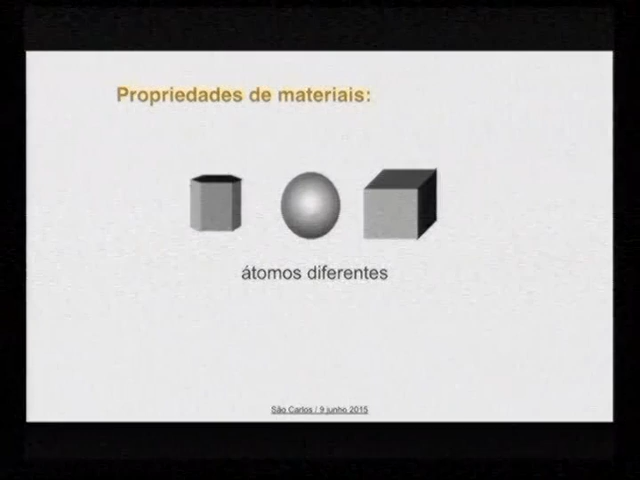 Propriedades de materiais:
átomos diferentes
São Carlos / 9 junho 2015